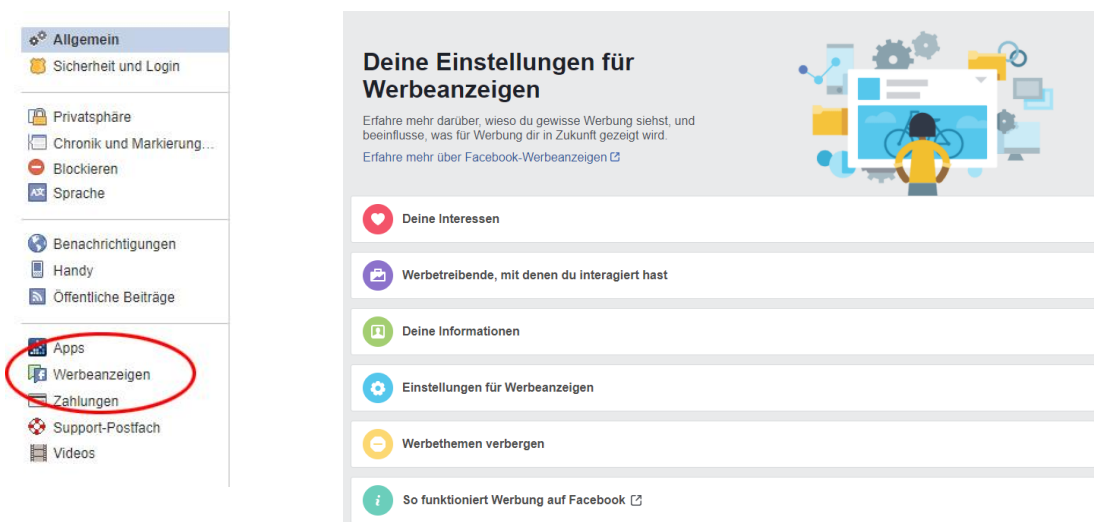 Allgemein
Sicherheit und Login
Privatsphäre
Chronik und Markierung...
Blockieren
Sprache
Benachrichtigungen
Handy
Öffentliche Beiträge
Apps
Werbeanzeigen
Zahlungen
Support-Postfach
Videos
Deine Einstellungen für
Werbeanzeigen
Erfahre mehr darüber, wieso du gewisse Werbung siehst, und
beeinflusse, was für Werbung dir in Zukunft gezeigt wird.
Erfahre mehr über Facebook-Werbeanzeigen
Deine Interessen
Werbetreibende, mit denen du interagiert hast
Deine Informationen
Einstellungen für Werbeanzeigen
Werbethemen verbergen
So funktioniert Werbung auf Facebook